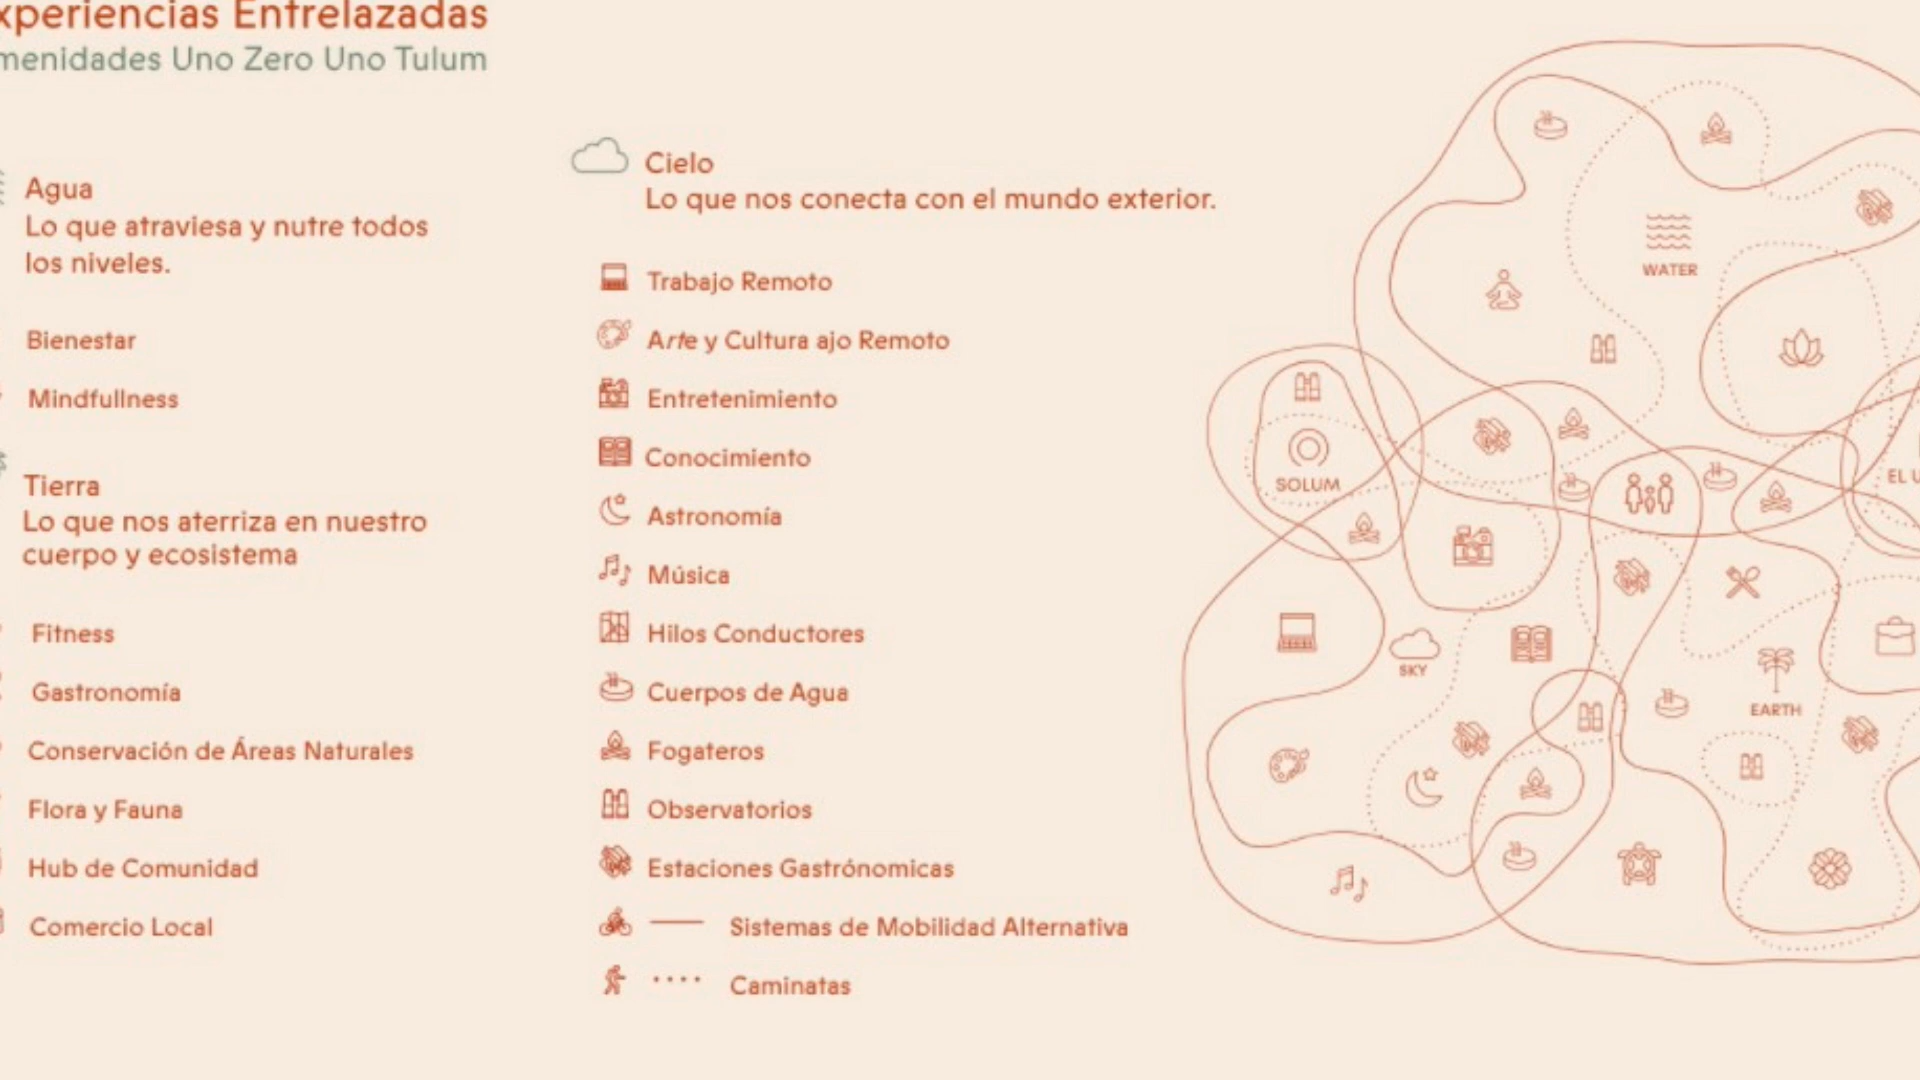 xperiencias Entrelazadas
menidades Uno Zero Uno Tulum
Agua
Lo que atraviesa y nutre todos
los niveles.
Bienestar
Mindfullness
Tierra
Lo que nos aterriza en nuestro
cuerpo y ecosistema
Fitness
Gastronomía
Conservación de Áreas Naturales
Flora y Fauna
Hub de Comunidad
Comercio Local
Cielo
Lo que nos conecta con el mundo exterior.
Trabajo Remoto
Arte y Cultura ajo Remoto
Entretenimiento
Conocimiento
Astronomía
Música
Hilos Conductores
Cuerpos de Agua
Fogateros
Observatorios
Estaciones Gastrónomicas
Sistemas de Mobilidad Alternativa
Caminatas
WATER
SOLUM
EL U
SKY
EARTH